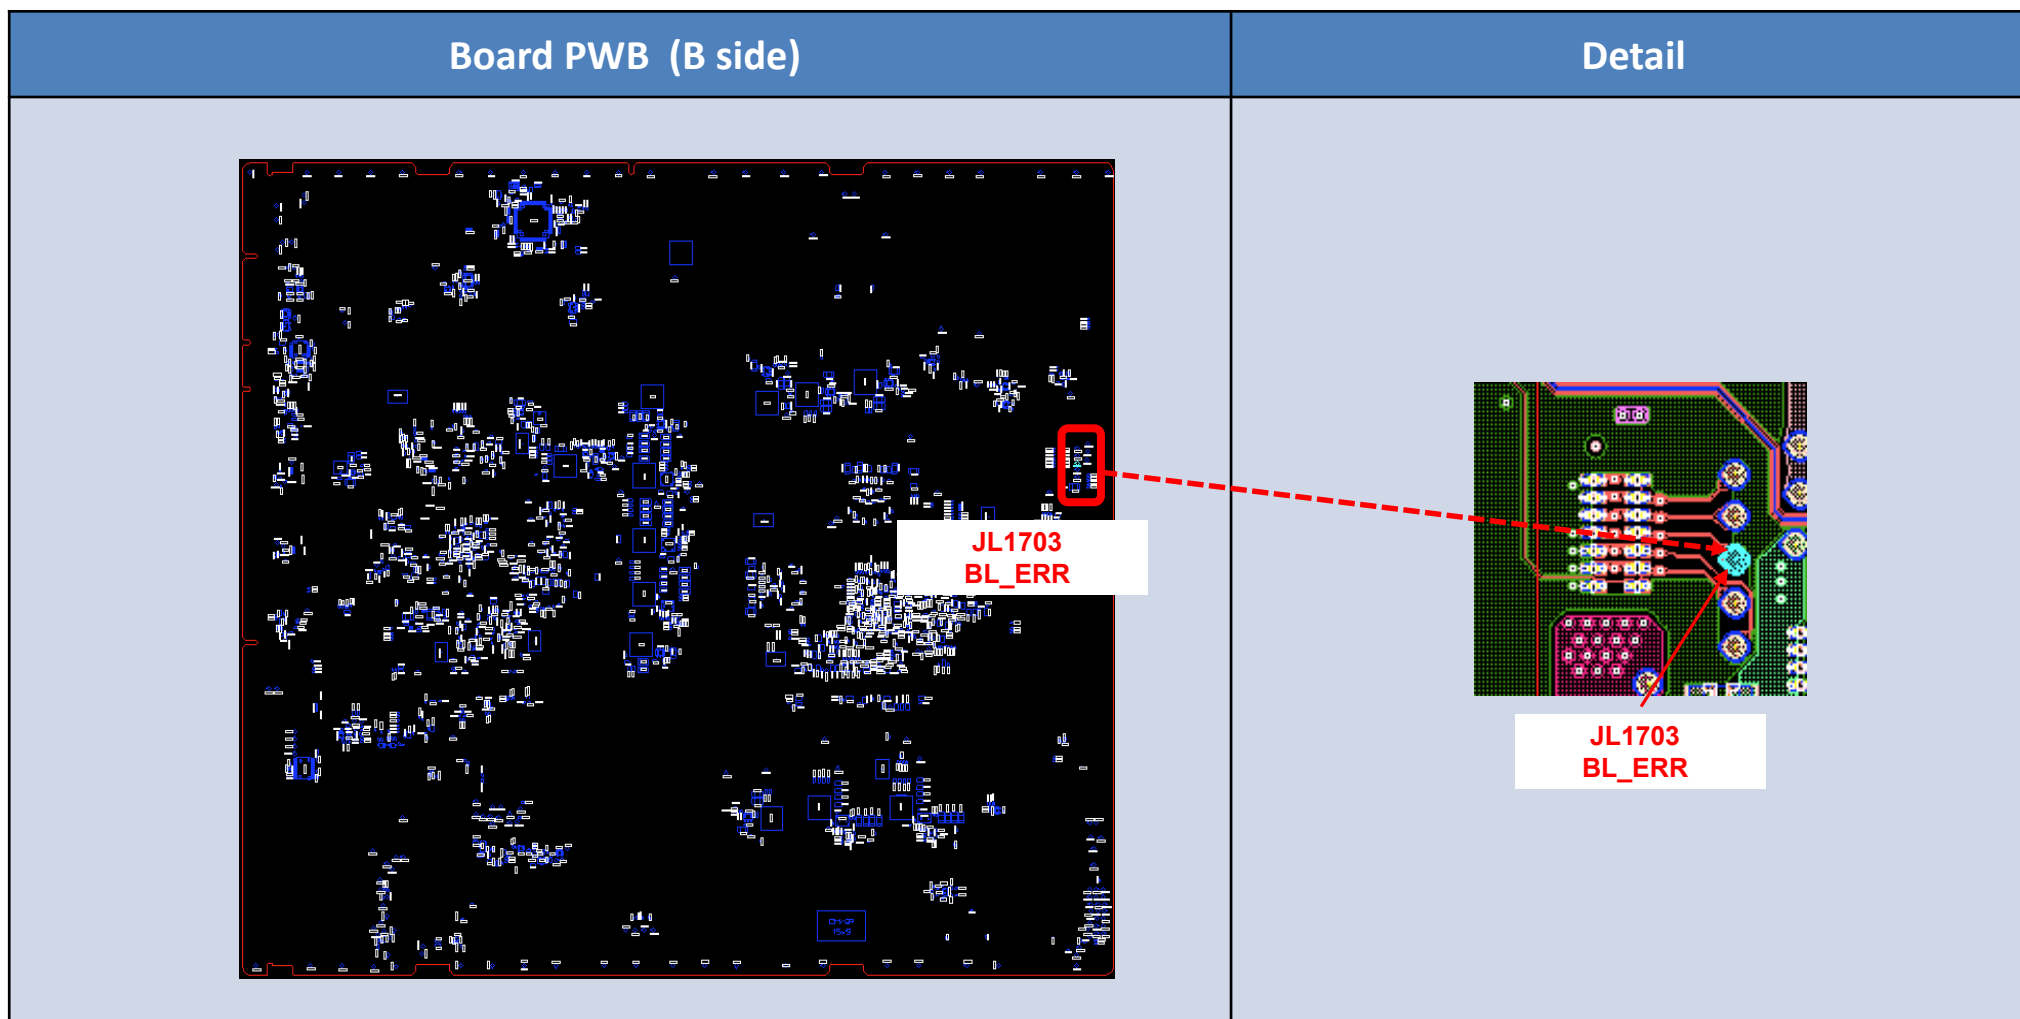 Board PWB (B side)
Detail
JL1703
BL_ERR
JL1703
BL_ERR